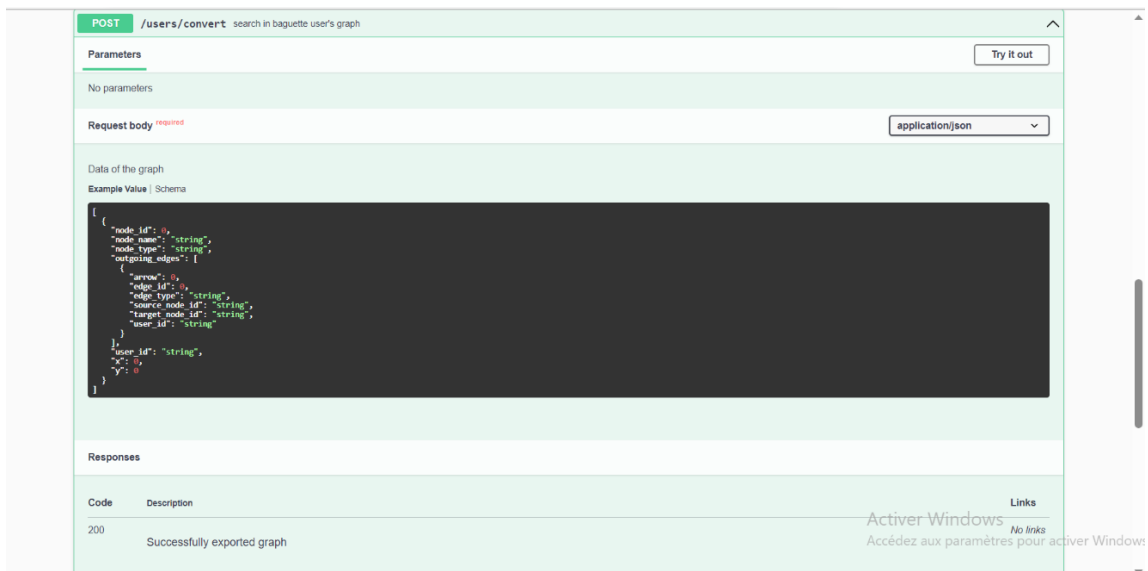 POST /users/convert search in baguette user's graph
Parameters
Try it out
No parameters
Request body required
application/json
Data of the graph
Example Value | Schema
[
{
"node_id": 0,
"node_name": "string",
"node_type": "string",
"outgoing_edges": [
{
"arrow": 0,
"edge_id": 0,
"edge_type": "string",
"source_node_id": "string",
"target_node_id": "string",
"user_id": "string"
}
],
"user_id": "string",
"x": 0,
"y": 0
}
]
Responses
Code Description Links
200 Successfully exported graph No links
Activer Windows
Accédez aux paramètres pour activer Windows